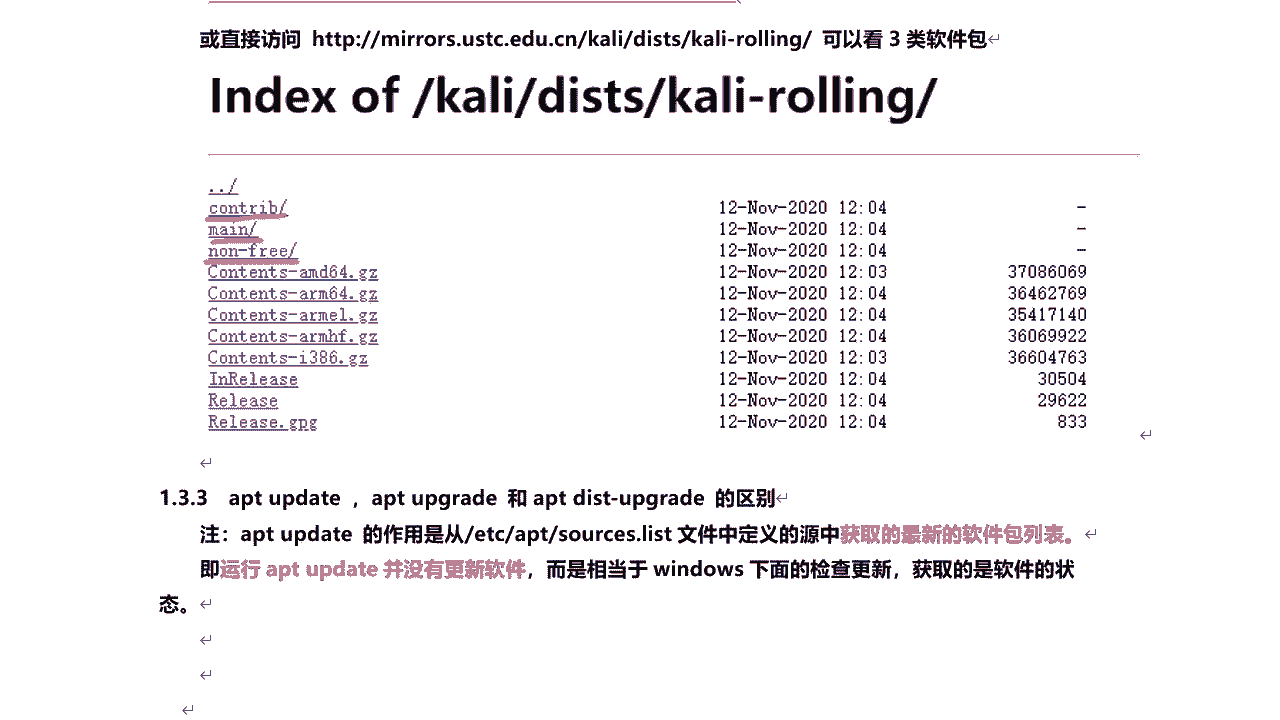 或直接访问 http://mirrors.ustc.edu.cn/kali/dists/kali-rolling/ 可以看 3 类软件包
Index of /kali/dists/kali-rolling/
../
contrib/ 12-Nov-2020 12:04 -
main/ 12-Nov-2020 12:04 -
non-free/ 12-Nov-2020 12:04 -
Contents-amd64.gz 12-Nov-2020 12:03 37086069
Contents-arm64.gz 12-Nov-2020 12:04 36462769
Contents-armel.gz 12-Nov-2020 12:04 35417140
Contents-armhf.gz 12-Nov-2020 12:04 36069922
Contents-i386.gz 12-Nov-2020 12:03 36604763
InRelease 12-Nov-2020 12:04 30504
Release 12-Nov-2020 12:04 29622
Release.gpg 12-Nov-2020 12:04 833
1.3.3 apt update ，apt upgrade 和 apt dist-upgrade 的区别
注：apt update 的作用是从/etc/apt/sources.list 文件中定义的源中获取的最新的软件包列表。
即运行 apt update 并没有更新软件，而是相当于 windows 下面的检查更新，获取的是软件的状
态。